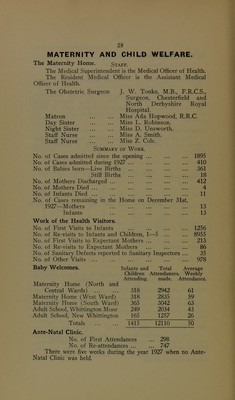 28
MATERNITY AND CHILD WELFARE.
The Maternity Home. STAFF.
The Medical Superintendent is the Medical Officer of Health.
The Resident Medical Officer is the Assistant Medical
Officer of Health.
The Obstetric Surgeon J. W. Tonks, M.B., F.R.C.S.,
Surgeon, Chesterfield and
North Derbyshire Royal
Hospital.
Matron ... ... Miss Ada Hopwood, R.R.C.
Day Sister ... ... Miss L. Robinson.
Night Sister ... ... Miss D. Unsworth.
Staff Nurse ... ... Miss A. Smith.
Staff Nurse ... ... Miss Z. Cole.
SUMMARY OF WORK.
No. of Cases admitted since the opening ... ... 1895
No. of Cases admitted during 1927 ... ... 410
No. of Babies born—Live Births ... ... 361
Still Births ... ... 18
No. of Mothers Discharged ... ... 412
No. of Mothers Died ... ... 4
No. of Infants Died ... ... 11
No. of Cases remaining in the Home on December 31st,
1927—Mothers ... ... 13
Infants ... ... 13
Work of the Health Visitors.
No. of First Visits to Infants ... ... 1256
No. of Re-visits to Infants and Children, 1—5 ... 8955
No. of First Visits to Expectant Mothers ... ... 213
No. of Re-visits to Expectant Mothers ... ... 86
No. of Sanitary Defects reported to Sanitary Inspectors ... 35
No. of Other Visits ... ... 978
Baby Welcomes. Infants and Total Average
Children Attendances Weekly
Attending. made. Attendances.
Maternity Home (North and
Central Wards) ... ... 318 2942 61
Maternity Home (West Ward) 318 2835 59
Maternity Home (South Ward) 365 3042 63
Adult School, Whittington Moor 249 2034 43
Adult School, New Whittington 165 1257 26
Totals ... ... 1415 12110 50
Ante-Natal Clinic.
No. of First Attendances ... 298
No. of Re-attendances ... ... 747
There were five weeks during the year 1927 when no Ante-
Natal Clinic was held.